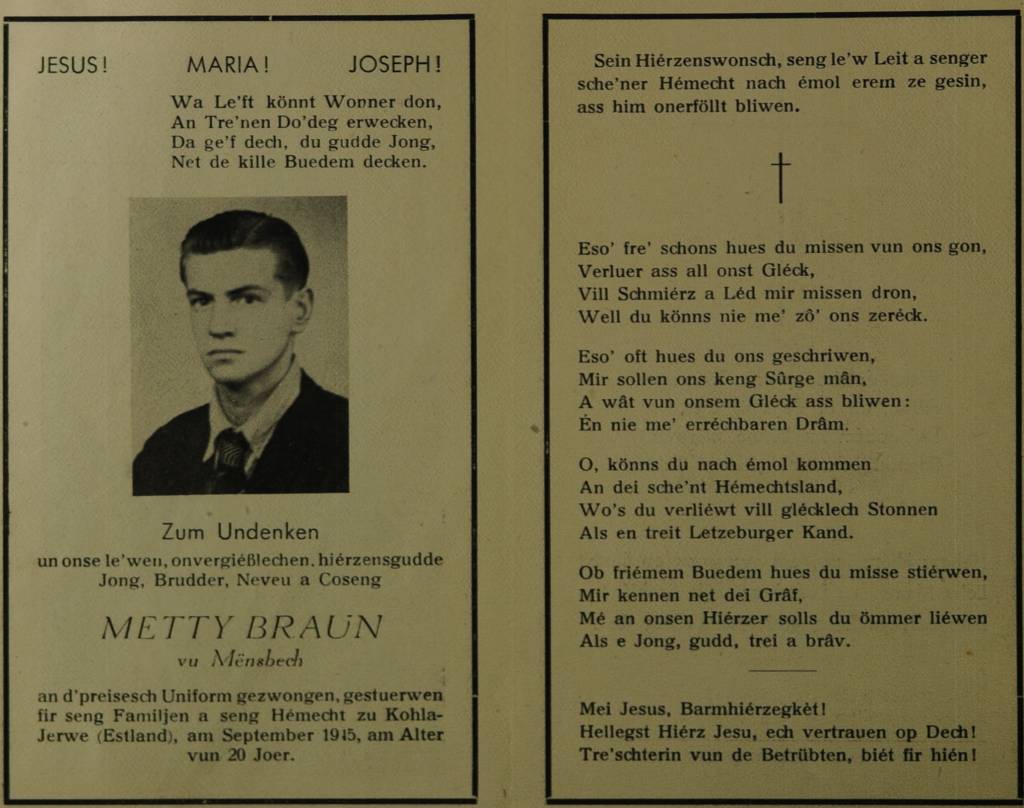 JESUS! MARIA! JOSEPH!
Wa Le'ft könnt Wonner don,
An Tre'nen Do'deg erwecken,
Da ge'f dech, du gudde Jong,
Net de kille Buedem decken.
Zum Undenken
un onse le'wen, onvergiéßlechen, hiérzensgudde
Jong, Brudder, Neveu a Coseng
METTY BRAUN
vu Mënsbech
an d'preisesch Uniform gezwongen, gestuerwen
fir seng Familjen a seng Hémecht zu Kohla-
Jerwe (Estland), am September 1945, am Alter
vun 20 Joer.
Sein Hiérzenswonsch, seng le'w Leit a senger
sche'ner Hémecht nach émol erem ze gesin,
ass him onerföllt bliwen.
Eso' fre' schons hues du missen vun ons gon,
Verluer ass all onst Gléck,
Vill Schmiérz a Léd mir missen dron,
Well du könns nie me' zô' ons zeréck.
Eso' oft hues du ons geschriwen,
Mir sollen ons keng Sûrge mân,
A wât vun onsem Gléck ass bliwen:
Én nie me' erréchbaren Drâm.
O, könns du nach émol kommen
An dei sche'nt Hémechtsland,
Wo's du verliéwt vill glécklech Stonnen
Als en treit Letzeburger Kand.
Ob friémem Buedem hues du misse stiérwen,
Mir kennen net dei Grâf,
Mé an onsen Hiérzer solls du ömmer liéwen
Als e Jong, gudd, trei a brâv.
Mei Jesus, Barmhiérzegkèt!
Hellegst Hiérz Jesu, ech vertrauen op Dech!
Tre'schterin vun de Betrübten, biét fir hién!